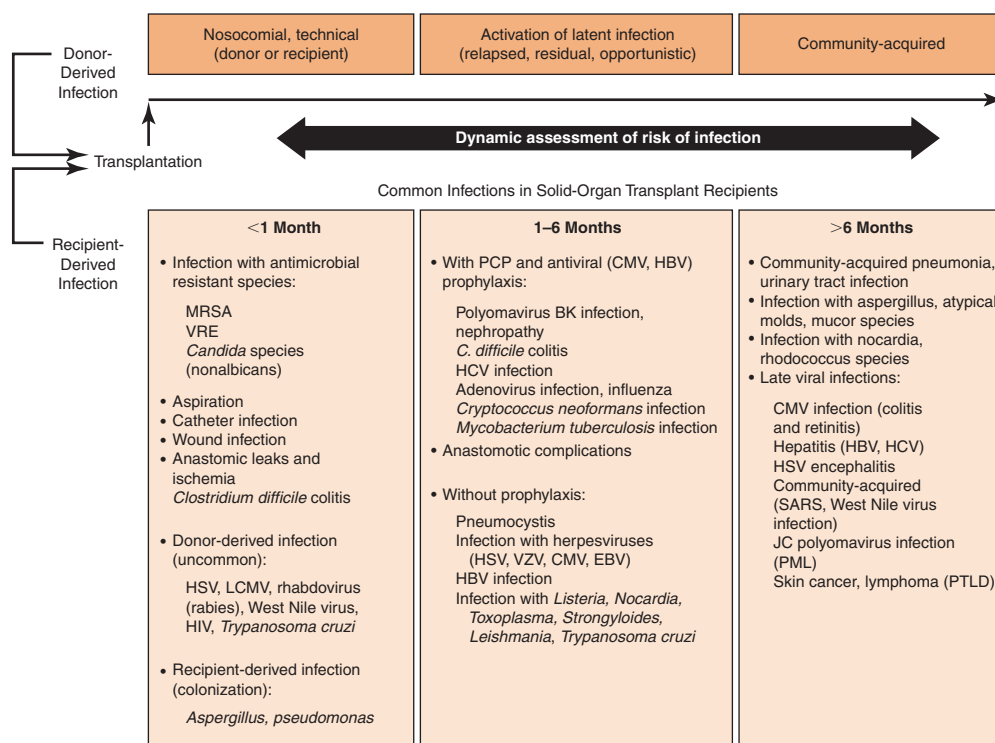 Nosocomial, technical
(donor or recipient)
Activation of latent infection
(relapsed, residual, opportunistic)
Community-acquired
Donor-
Derived
Infection
Dynamic assessment of risk of infection
Transplantation
Common Infections in Solid-Organ Transplant Recipients
Recipient-
Derived
Infection
<1 Month
• Infection with antimicrobial
resistant species:
MRSA
VRE
Candida species
(nonalbicans)
• Aspiration
• Catheter infection
• Wound infection
• Anastomic leaks and
ischemia
Clostridium difficile colitis
• Donor-derived infection
(uncommon):
HSV, LCMV, rhabdovirus
(rabies), West Nile virus,
HIV, Trypanosoma cruzi
• Recipient-derived infection
(colonization):
Aspergillus, pseudomonas
1–6 Months
• With PCP and antiviral (CMV, HBV)
prophylaxis:
Polyomavirus BK infection,
nephropathy
C. difficile colitis
HCV infection
Adenovirus infection, influenza
Cryptococcus neoformans infection
Mycobacterium tuberculosis infection
• Anastomotic complications
• Without prophylaxis:
Pneumocystis
Infection with herpesviruses
(HSV, VZV, CMV, EBV)
HBV infection
Infection with Listeria, Nocardia,
Toxoplasma, Strongyloides,
Leishmania, Trypanosoma cruzi
>6 Months
• Community-acquired pneumonia,
urinary tract infection
• Infection with aspergillus, atypical
molds, mucor species
• Infection with nocardia,
rhodococcus species
• Late viral infections:
CMV infection (colitis
and retinitis)
Hepatitis (HBV, HCV)
HSV encephalitis
Community-acquired
(SARS, West Nile virus
infection)
JC polyomavirus infection
(PML)
Skin cancer, lymphoma (PTLD)